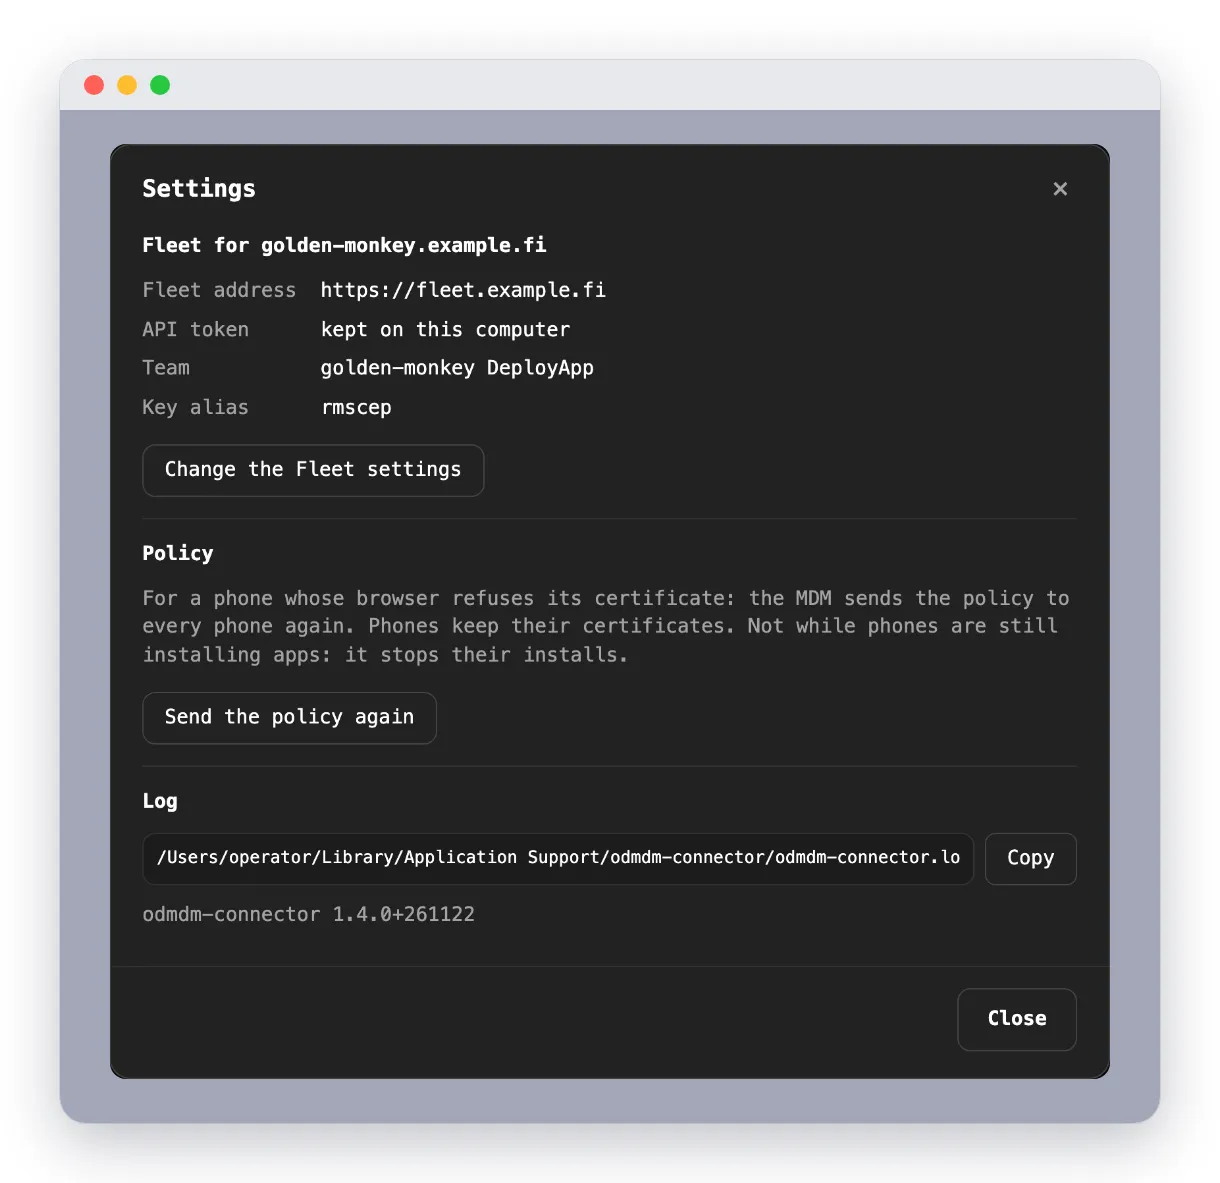 Settings
×
Fleet for golden-monkey.example.fi
Fleet address https://fleet.example.fi
API token kept on this computer
Team golden-monkey DeployApp
Key alias rmscep
Change the Fleet settings
Policy
For a phone whose browser refuses its certificate: the MDM sends the policy to
every phone again. Phones keep their certificates. Not while phones are still
installing apps: it stops their installs.
Send the policy again
Log
/Users/operator/Library/Application Support/odmdm-connector/odmdm-connector.lo
Copy
odmdm-connector 1.4.0+261122
Close